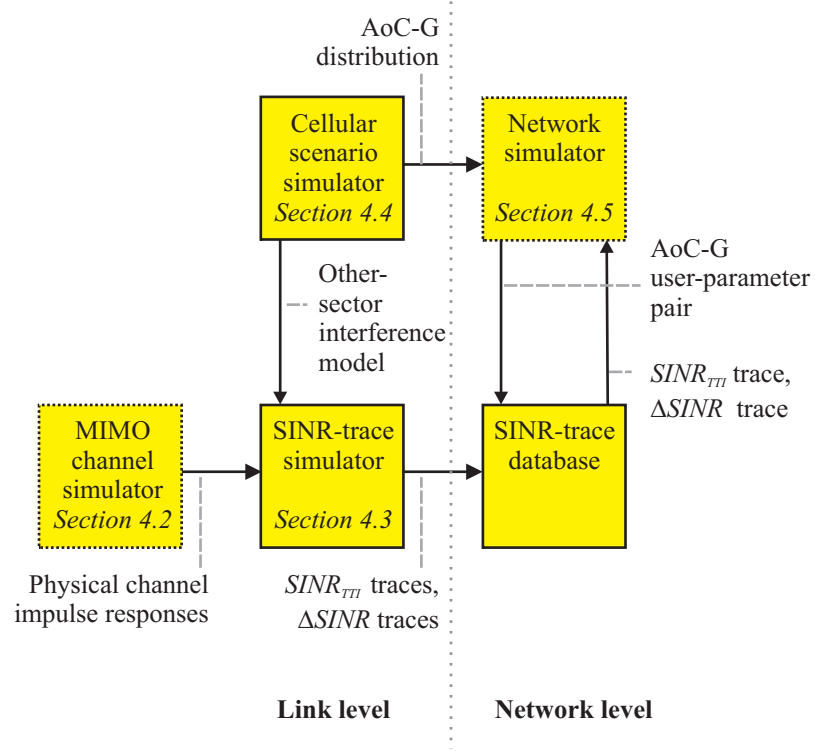 AoC-G
distribution
Cellular
scenario
simulator
Section 4.4
Network
simulator
Section 4.5
Other-
sector
interference
model
AoC-G
user-parameter
pair
SINR_TTI trace,
ΔSINR trace
MIMO
channel
simulator
Section 4.2
SINR-trace
simulator
Section 4.3
SINR-trace
database
Physical channel
impulse responses
SINR_TTI traces,
ΔSINR traces
Link level
Network level